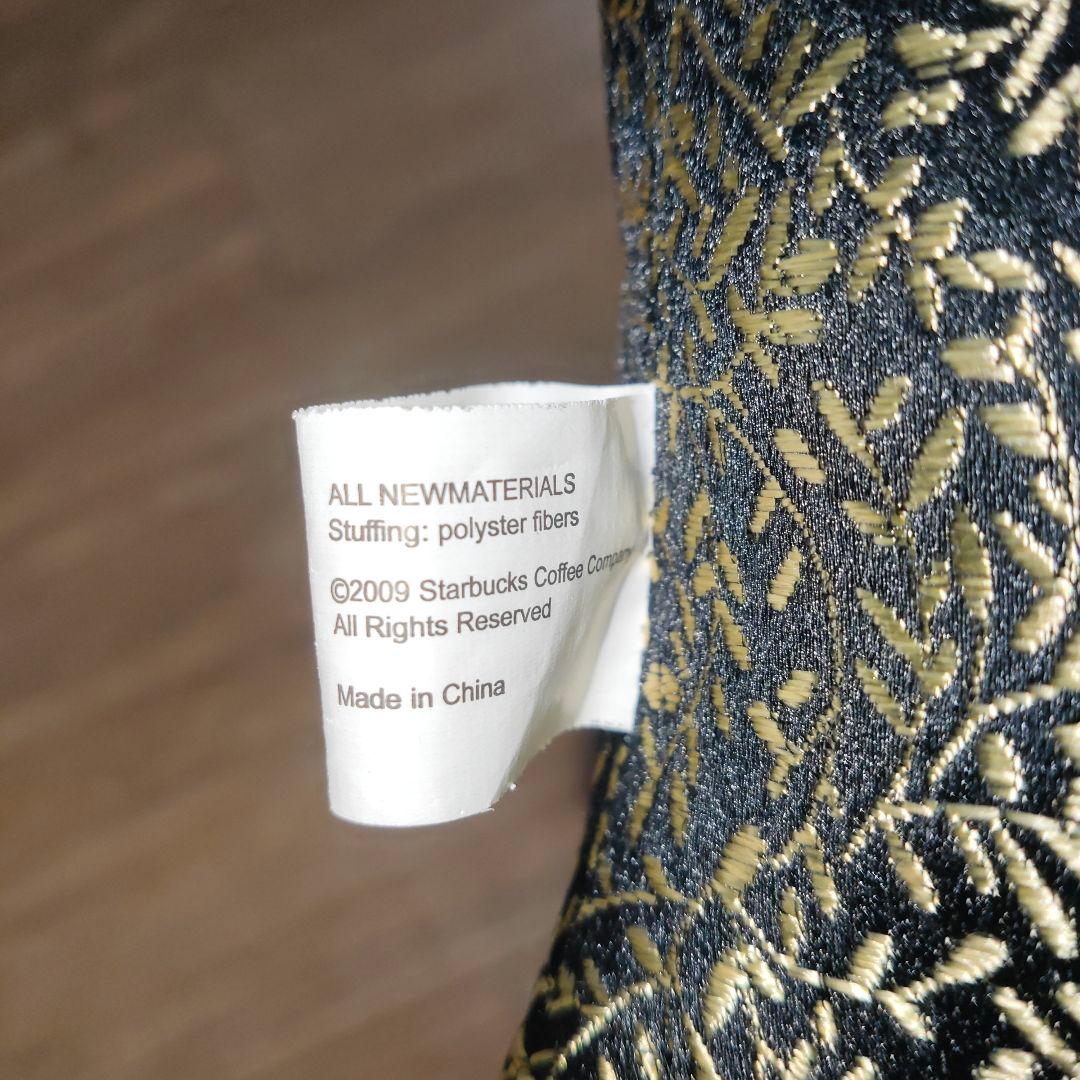 ALL NEWMATERIALS
Stuffing: polyster fibers
©2009 Starbucks Coffee Company
All Rights Reserved
Made in China